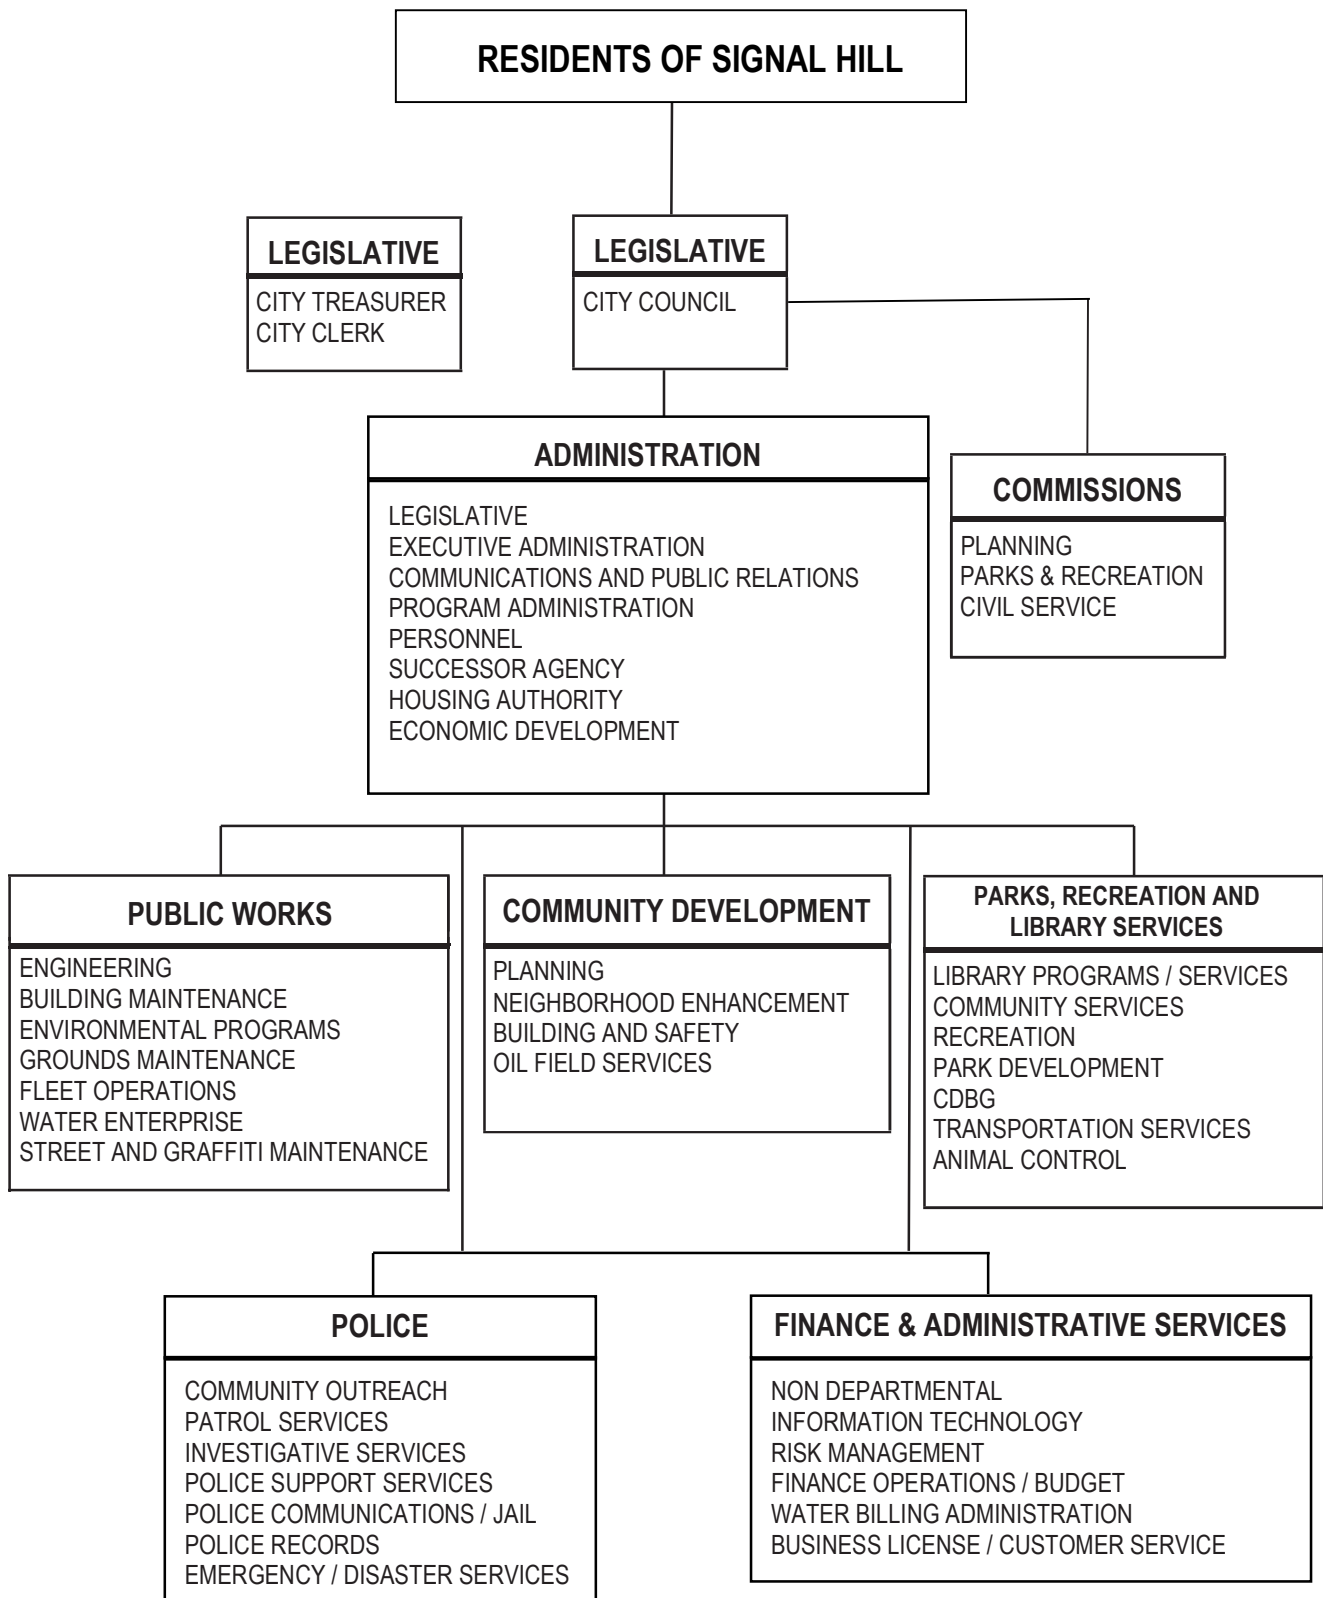 RESIDENTS OF SIGNAL HILL
LEGISLATIVE
CITY TREASURER
CITY CLERK
LEGISLATIVE
CITY COUNCIL
ADMINISTRATION
LEGISLATIVE
EXECUTIVE ADMINISTRATION
COMMUNICATIONS AND PUBLIC RELATIONS
PROGRAM ADMINISTRATION
PERSONNEL
SUCCESSOR AGENCY
HOUSING AUTHORITY
ECONOMIC DEVELOPMENT
COMMISSIONS
PLANNING
PARKS & RECREATION
CIVIL SERVICE
PUBLIC WORKS
ENGINEERING
BUILDING MAINTENANCE
ENVIRONMENTAL PROGRAMS
GROUNDS MAINTENANCE
FLEET OPERATIONS
WATER ENTERPRISE
STREET AND GRAFFITI MAINTENANCE
COMMUNITY DEVELOPMENT
PLANNING
NEIGHBORHOOD ENHANCEMENT
BUILDING AND SAFETY
OIL FIELD SERVICES
PARKS, RECREATION AND
LIBRARY SERVICES
LIBRARY PROGRAMS / SERVICES
COMMUNITY SERVICES
RECREATION
PARK DEVELOPMENT
CDBG
TRANSPORTATION SERVICES
ANIMAL CONTROL
POLICE
COMMUNITY OUTREACH
PATROL SERVICES
INVESTIGATIVE SERVICES
POLICE SUPPORT SERVICES
POLICE COMMUNICATIONS / JAIL
POLICE RECORDS
EMERGENCY / DISASTER SERVICES
FINANCE & ADMINISTRATIVE SERVICES
NON DEPARTMENTAL
INFORMATION TECHNOLOGY
RISK MANAGEMENT
FINANCE OPERATIONS / BUDGET
WATER BILLING ADMINISTRATION
BUSINESS LICENSE / CUSTOMER SERVICE